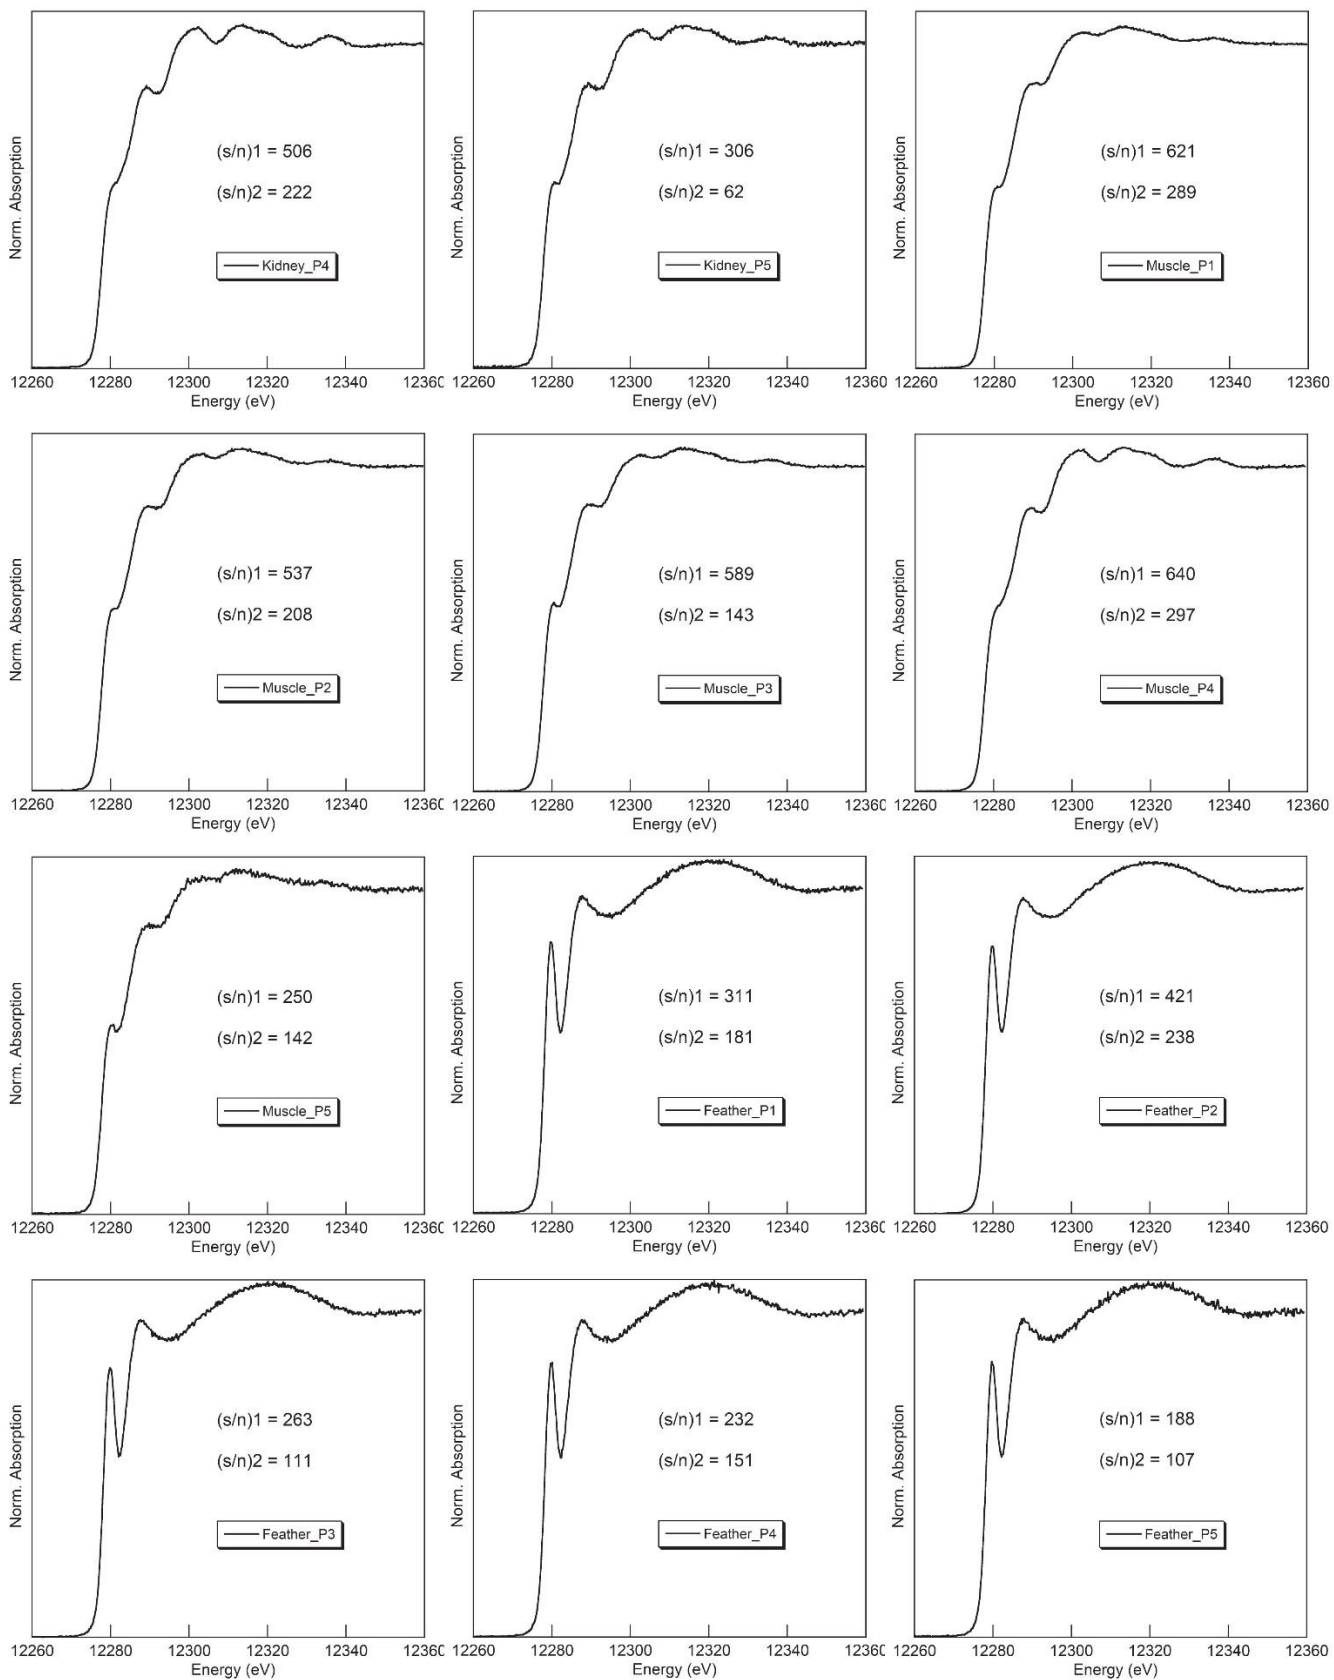 Norm. Absorption
(s/n)1 = 506
(s/n)2 = 222
Kidney_P4
12260 12280 12300 12320 12340 12360
Energy (eV)
Norm. Absorption
(s/n)1 = 306
(s/n)2 = 62
Kidney_P5
12260 12280 12300 12320 12340 12360
Energy (eV)
Norm. Absorption
(s/n)1 = 621
(s/n)2 = 289
Muscle_P1
12260 12280 12300 12320 12340 12360
Energy (eV)
Norm. Absorption
(s/n)1 = 537
(s/n)2 = 208
Muscle_P2
12260 12280 12300 12320 12340 12360
Energy (eV)
Norm. Absorption
(s/n)1 = 589
(s/n)2 = 143
Muscle_P3
12260 12280 12300 12320 12340 12360
Energy (eV)
Norm. Absorption
(s/n)1 = 640
(s/n)2 = 297
Muscle_P4
12260 12280 12300 12320 12340 12360
Energy (eV)
Norm. Absorption
(s/n)1 = 250
(s/n)2 = 142
Muscle_P5
12260 12280 12300 12320 12340 12360
Energy (eV)
Norm. Absorption
(s/n)1 = 311
(s/n)2 = 181
Feather_P1
12260 12280 12300 12320 12340 12360
Energy (eV)
Norm. Absorption
(s/n)1 = 421
(s/n)2 = 238
Feather_P2
12260 12280 12300 12320 12340 12360
Energy (eV)
Norm. Absorption
(s/n)1 = 263
(s/n)2 = 111
Feather_P3
12260 12280 12300 12320 12340 12360
Energy (eV)
Norm. Absorption
(s/n)1 = 232
(s/n)2 = 151
Feather_P4
12260 12280 12300 12320 12340 12360
Energy (eV)
Norm. Absorption
(s/n)1 = 188
(s/n)2 = 107
Feather_P5
12260 12280 12300 12320 12340 12360
Energy (eV)